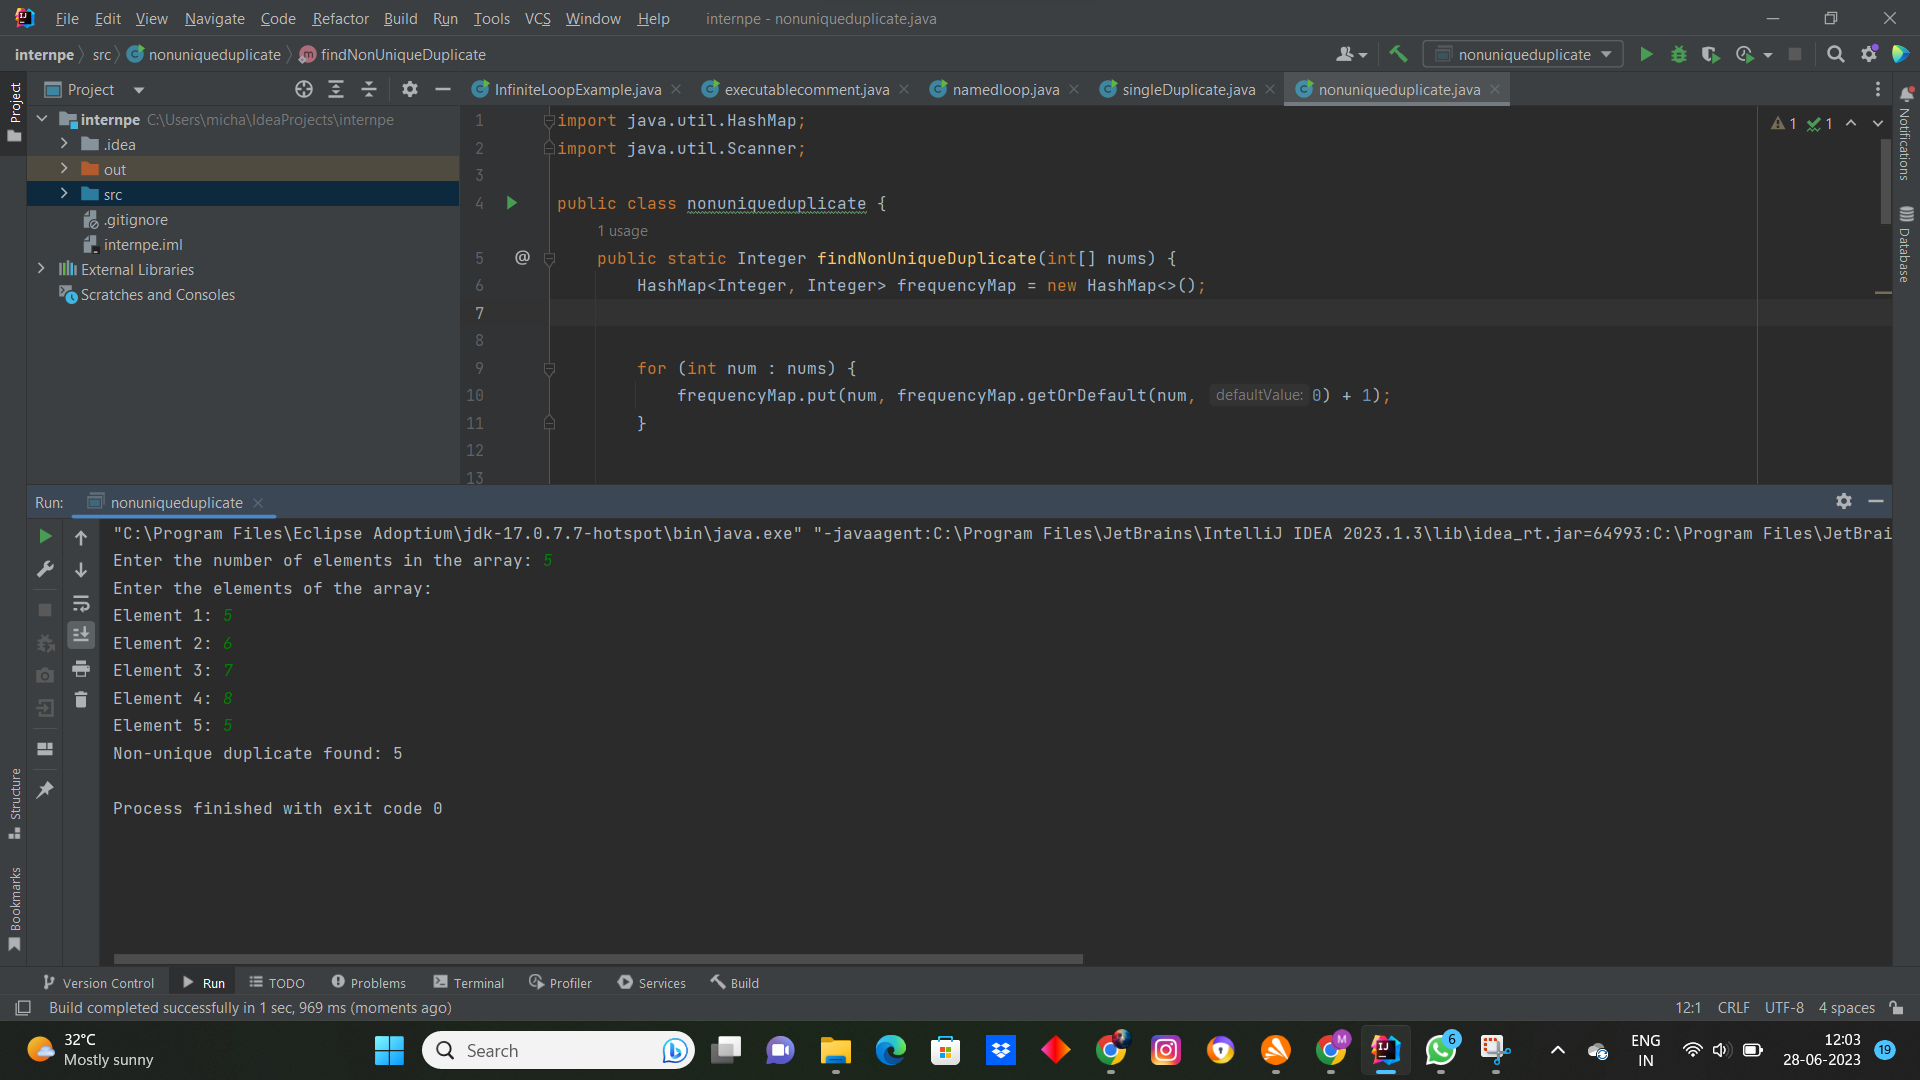 File Edit View Navigate Code Refactor Build Run Tools VCS Window Help internpe - nonuniqueduplicate.java
internpe src nonuniqueduplicate findNonUniqueDuplicate nonuniqueduplicate
Project InfiniteLoopExample.java executablecomment.java namedloop.java singleDuplicate.java nonuniqueduplicate.java
Project
internpe C:\Users\micha\IdeaProjects\internpe
.idea
out
src
.gitignore
internpe.iml
External Libraries
Scratches and Consoles
1 import java.util.HashMap;
2 import java.util.Scanner;
3
4 public class nonuniqueduplicate {
1 usage
5 @ public static Integer findNonUniqueDuplicate(int[] nums) {
6 HashMap<Integer, Integer> frequencyMap = new HashMap<>();
7
8
9 for (int num : nums) {
10 frequencyMap.put(num, frequencyMap.getOrDefault(num, defaultValue: 0) + 1);
11 }
12
13
1 1
Notifications
Database
Run: nonuniqueduplicate
"C:\Program Files\Eclipse Adoptium\jdk-17.0.7.7-hotspot\bin\java.exe" "-javaagent:C:\Program Files\JetBrains\IntelliJ IDEA 2023.1.3\lib\idea_rt.jar=64993:C:\Program Files\JetBrai
Enter the number of elements in the array: 5
Enter the elements of the array:
Element 1: 5
Element 2: 6
Element 3: 7
Element 4: 8
Element 5: 5
Non-unique duplicate found: 5
Process finished with exit code 0
Structure
Bookmarks
Version Control Run TODO Problems Terminal Profiler Services Build
Build completed successfully in 1 sec, 969 ms (moments ago) 12:1 CRLF UTF-8 4 spaces
32°C
Mostly sunny
Search
M
IJ
6
ENG
IN
12:03
28-06-2023
19